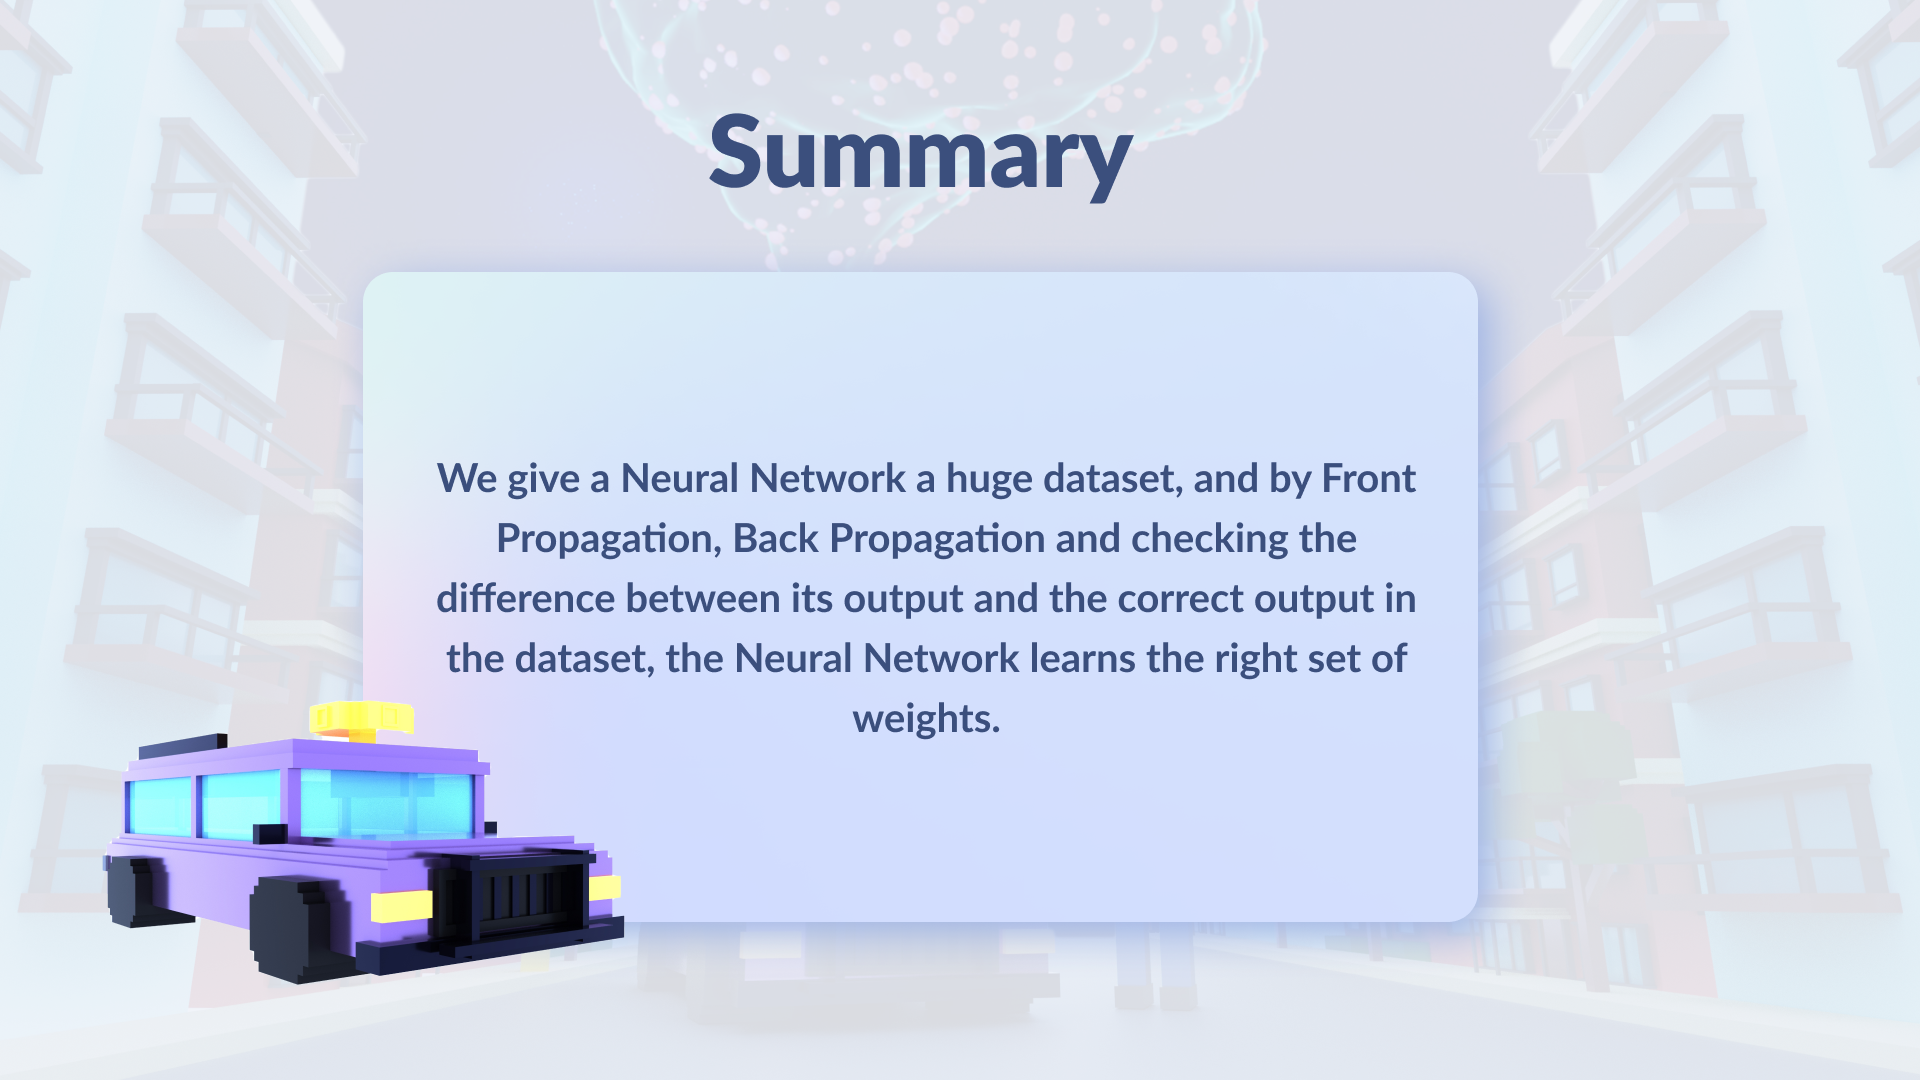 Summary
We give a Neural Network a huge dataset, and by Front
Propagation, Back Propagation and checking the
difference between its output and the correct output in
the dataset, the Neural Network learns the right set of
weights.